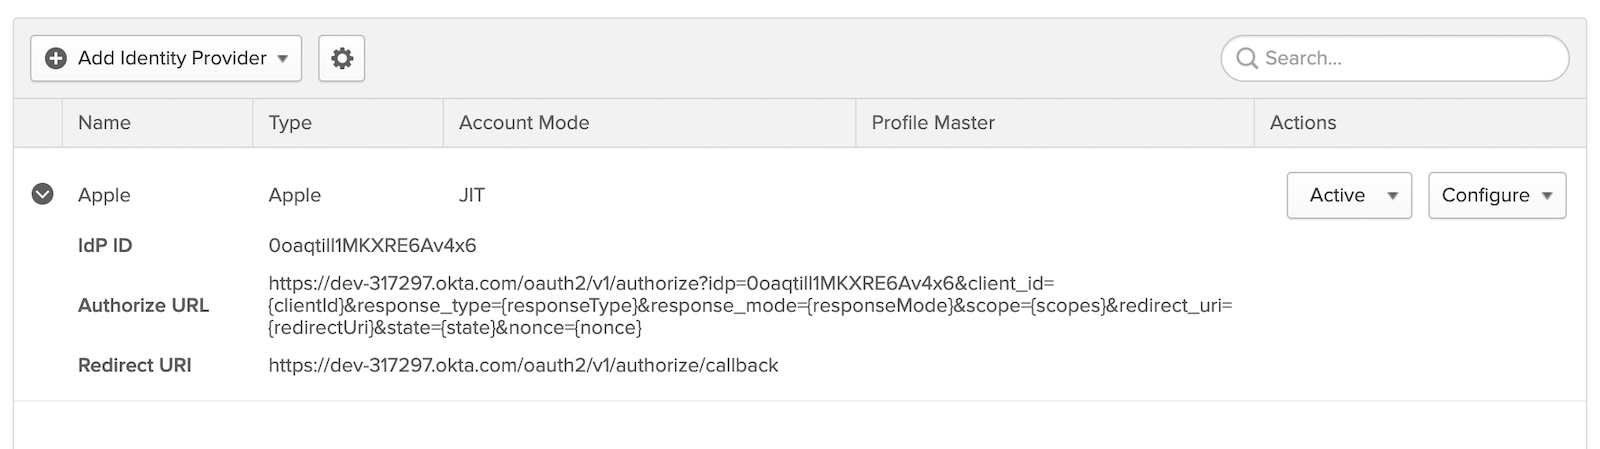 Add Identity Provider
Search...
Name Type Account Mode Profile Master Actions
Apple Apple JIT Active Configure
IdP ID 0oaqtill1MKXRE6Av4x6
https://dev-317297.okta.com/oauth2/v1/authorize?idp=0oaqtill1MKXRE6Av4x6&client_id=
Authorize URL {clientId}&response_type={responseType}&response_mode={responseMode}&scope={scopes}&redirect_uri=
{redirectUri}&state={state}&nonce={nonce}
Redirect URI https://dev-317297.okta.com/oauth2/v1/authorize/callback